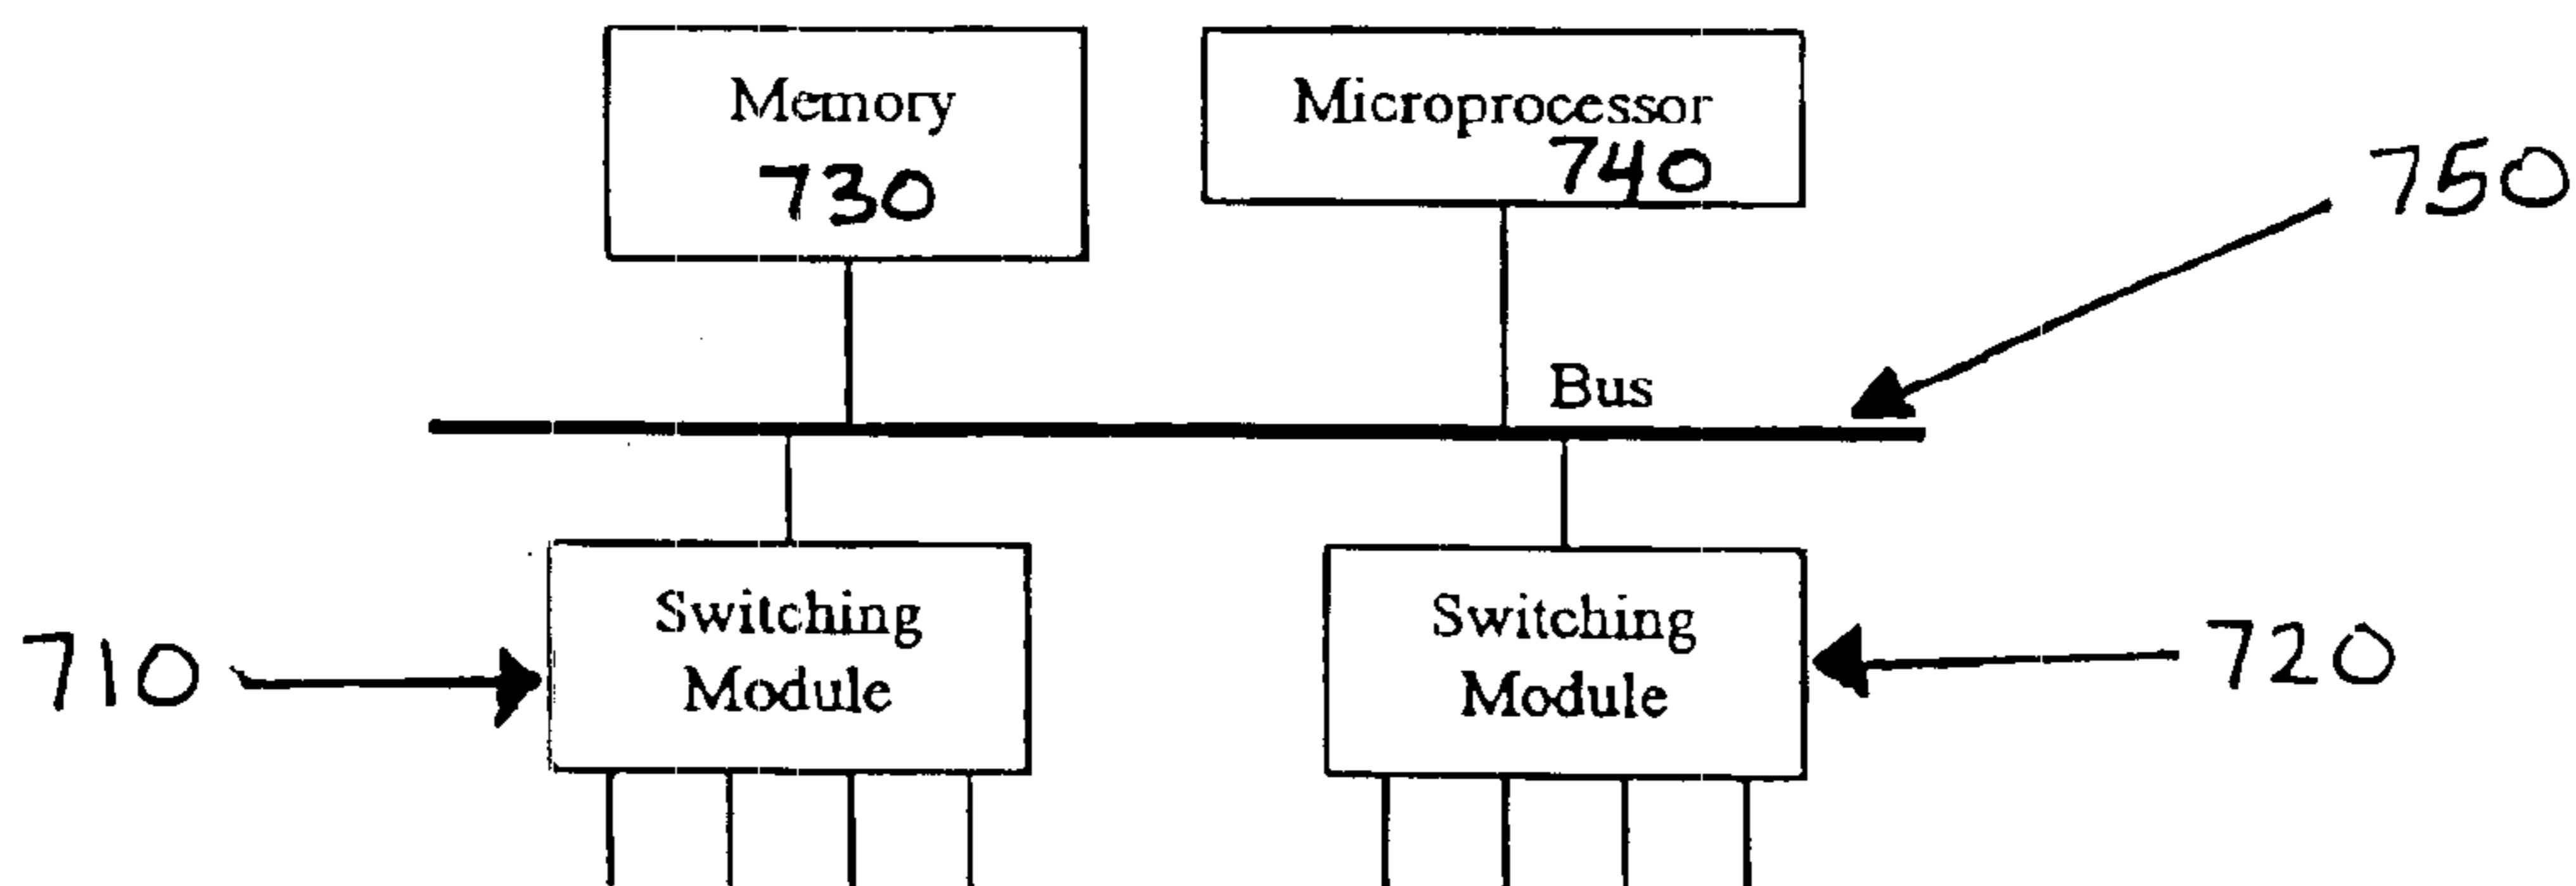 Memory
730
Microprocessor
740
750
Bus
710
Switching
Module
Switching
Module
720